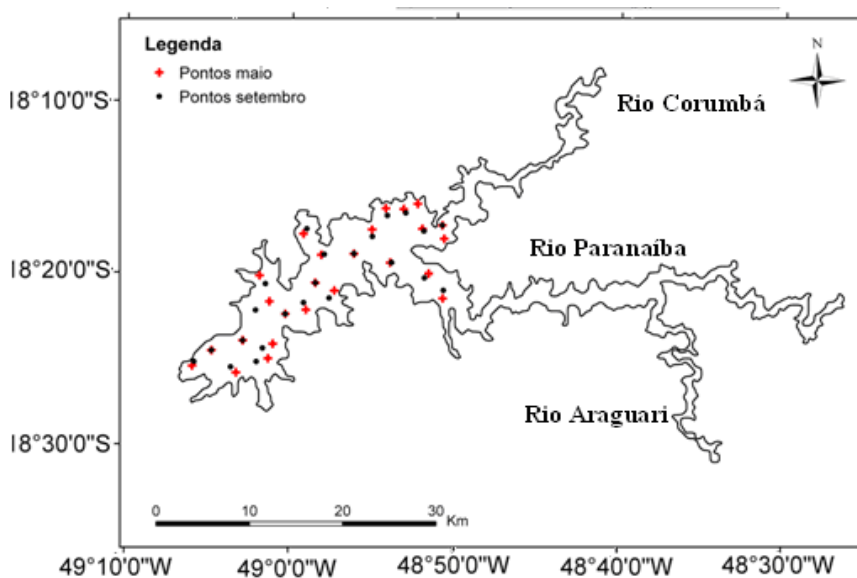 Legenda
Pontos maio
Pontos setembro
N
18°10'0"S
Rio Corumbá
Rio Paranaíba
18°20'0"S
Rio Araguari
18°30'0"S
0 10 20 30
Km
49°10'0"W 49°0'0"W 48°50'0"W 48°40'0"W 48°30'0"W